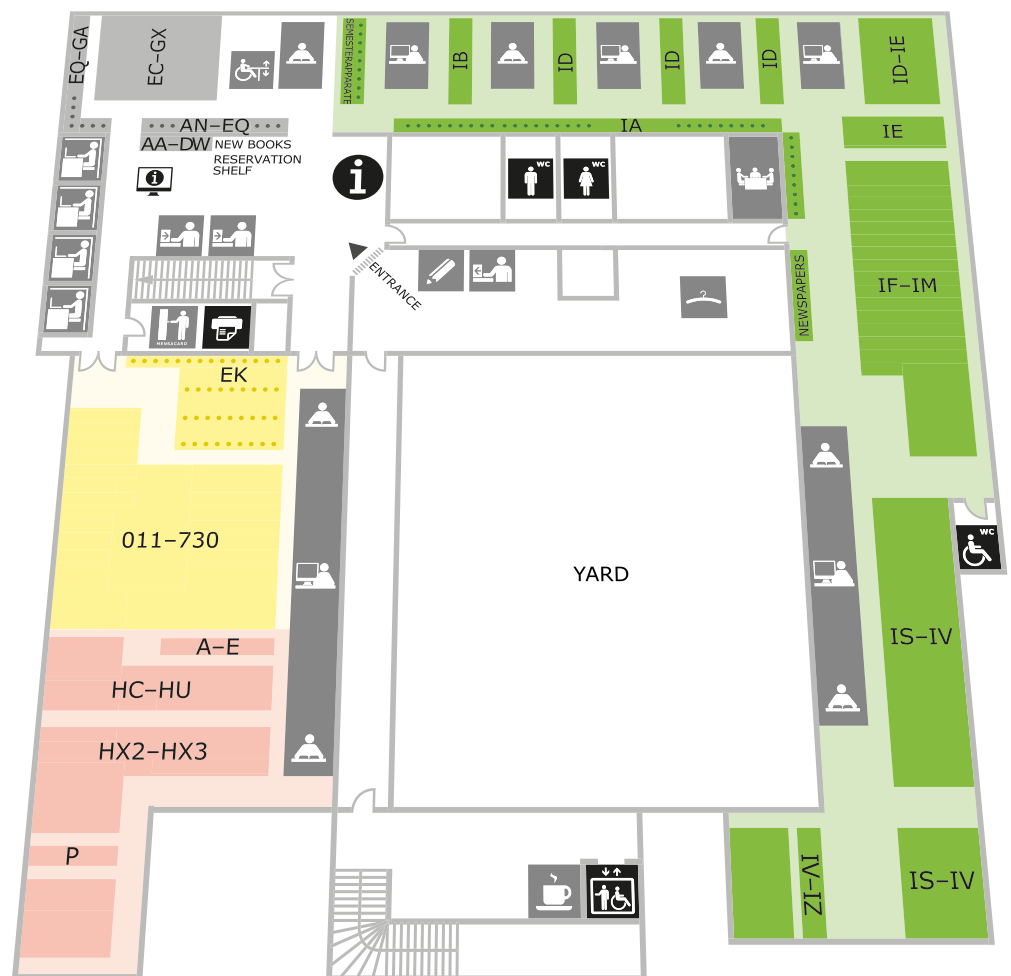 EQ–GA
EC–GX
SEMESTERAPPARATE
IB
ID
ID
ID
ID–IE
AN–EQ
IA
IE
AA–DW
NEW BOOKS
RESERVATION
SHELF
i
i
WC
WC
ENTRANCE
NEWSPAPERS
IF–IM
MENSACARD
EK
011–730
WC
YARD
A–E
IS–IV
HC–HU
HX2–HX3
P
IV–IZ
IS–IV